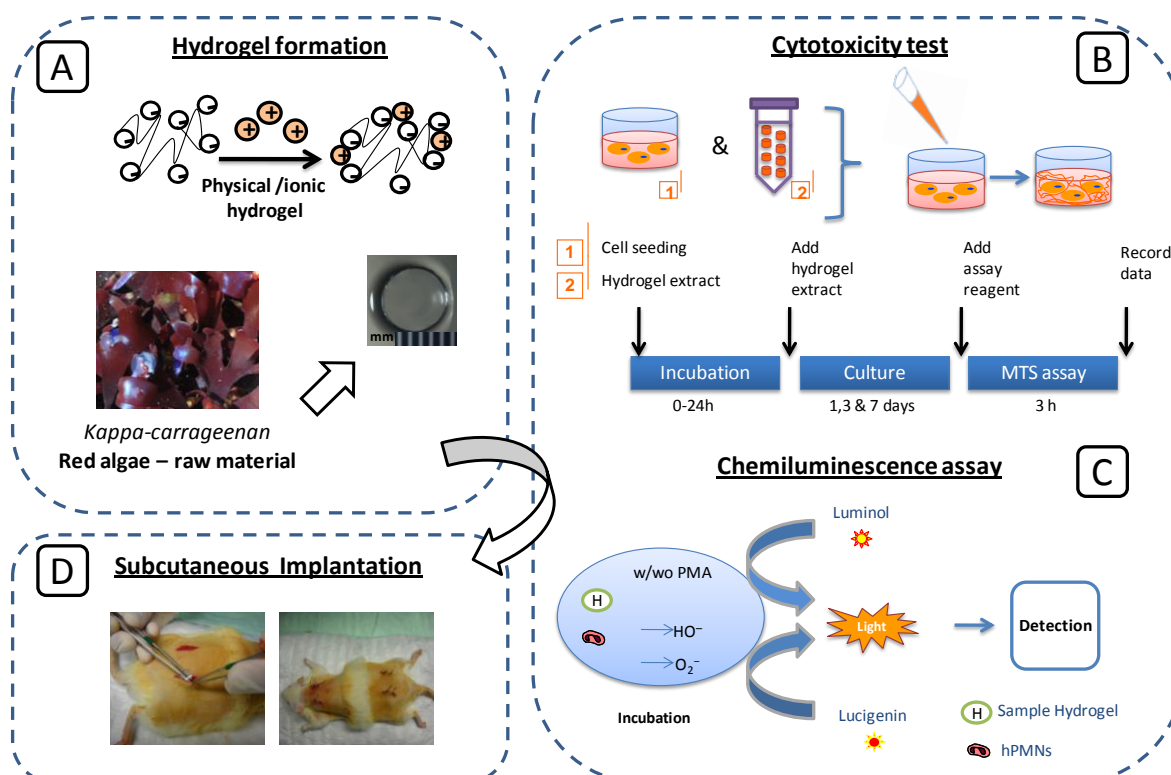 A
Hydrogel formation
+
+
+
+
+
Physical /ionic
hydrogel
mm
Kappa-carrageenan
Red algae – raw material
B
Cytotoxicity test
&
1
2
1 Cell seeding
2 Hydrogel extract
Add
hydrogel
extract
Add
assay
reagent
Record
data
Incubation
Culture
MTS assay
0-24h
1,3 & 7 days
3 h
C
Chemiluminescence assay
Luminol
w/wo PMA
H
HO⁻
O₂⁻
Light
Detection
Incubation
Lucigenin
H Sample Hydrogel
hPMNs
D
Subcutaneous Implantation